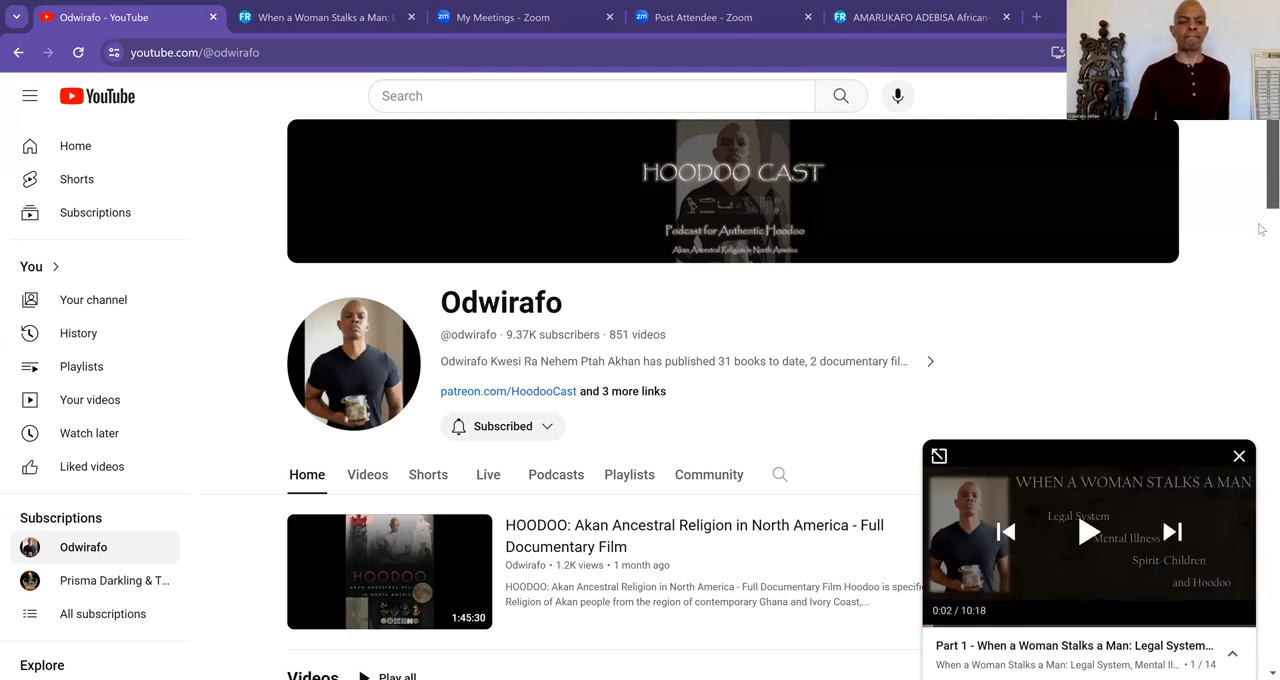 Odwirafo - YouTube
When a Woman Stalks a Man: L
My Meetings - Zoom
Post Attendee - Zoom
AMARUKAFO ADEBISA African-
youtube.com/@odwirafo
YouTube
Search
Home
Shorts
Subscriptions
You
Your channel
History
Playlists
Your videos
Watch later
Liked videos
Subscriptions
Odwirafo
Prisma Darkling & T...
All subscriptions
Explore
HOODOO CAST
Podcast for Authentic Hoodoo
Akan Ancestral Religion in North America
Odwirafo
@odwirafo · 9.37K subscribers · 851 videos
Odwirafo Kwesi Ra Nehem Ptah Akhan has published 31 books to date, 2 documentary fil...
patreon.com/HoodooCast and 3 more links
Subscribed
Home Videos Shorts Live Podcasts Playlists Community
HOODOO
AKAN ANCESTRAL RELIGION
IN NORTH AMERICA
1:45:30
HOODOO: Akan Ancestral Religion in North America - Full
Documentary Film
Odwirafo • 1.2K views • 1 month ago
HOODOO: Akan Ancestral Religion in North America - Full Documentary Film Hoodoo is specifi
Religion of Akan people from the region of contemporary Ghana and Ivory Coast,...
Videos Play all
WHEN A WOMAN STALKS A MAN
Legal System
Mental Illness
Spirit-Children
and Hoodoo
0:02 / 10:18
Part 1 - When a Woman Stalks a Man: Legal System...
When a Woman Stalks a Man: Legal System, Mental Il... • 1 / 14